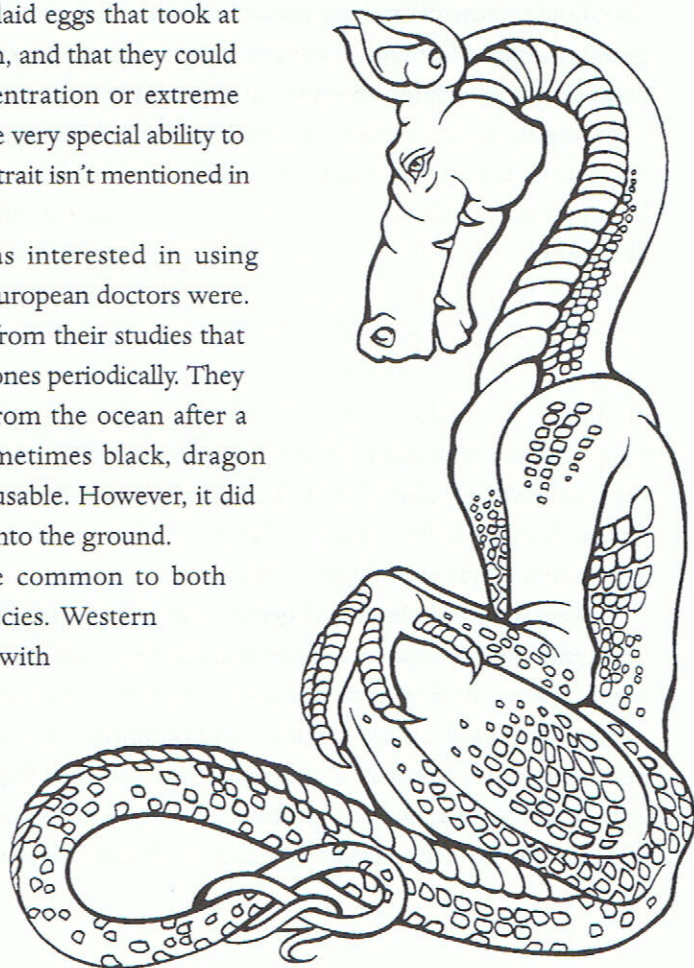 laid eggs that took at
n, and that they could
entration or extreme
e very special ability to
trait isn't mentioned in
as interested in using
uropean doctors were.
rom their studies that
ones periodically. They
rom the ocean after a
metimes black, dragon
usable. However, it did
nto the ground.
e common to both
cies. Western
with